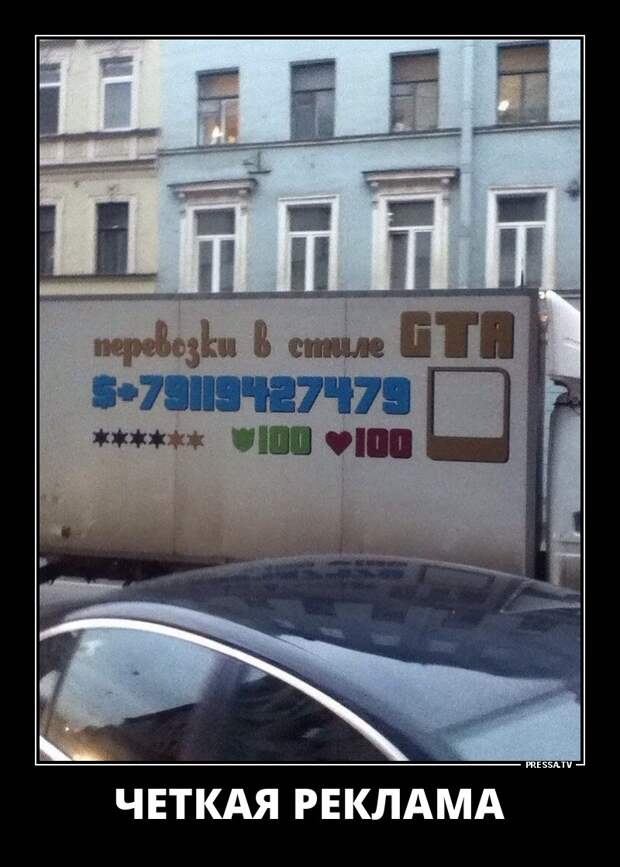 перевозки в стиле GTA
$+79119427479
100 100
PRESSA.TV
ЧЕТКАЯ РЕКЛАМА